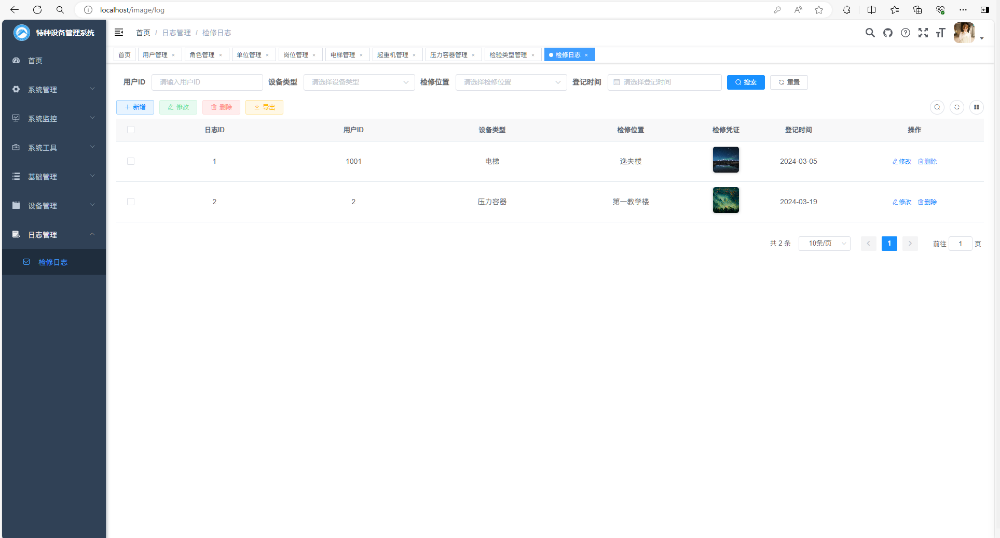 localhost/image/log
特种设备管理系统
首页 / 日志管理 / 检修日志
首页 用户管理 × 角色管理 × 单位管理 × 岗位管理 × 电梯管理 × 起重机管理 × 压力容器管理 × 检验类型管理 × 检修日志 ×
首页
系统管理
系统监控
系统工具
基础管理
设备管理
日志管理
检修日志
用户ID 请输入用户ID 设备类型 请选择设备类型 检修位置 请选择检修位置 登记时间 请选择登记时间 搜索 重置
新增 修改 删除 导出
日志ID 用户ID 设备类型 检修位置 检修凭证 登记时间 操作
1 1001 电梯 逸夫楼 2024-03-05 修改 删除
2 2 压力容器 第一教学楼 2024-03-19 修改 删除
共 2 条 10条/页 1 前往 1 页